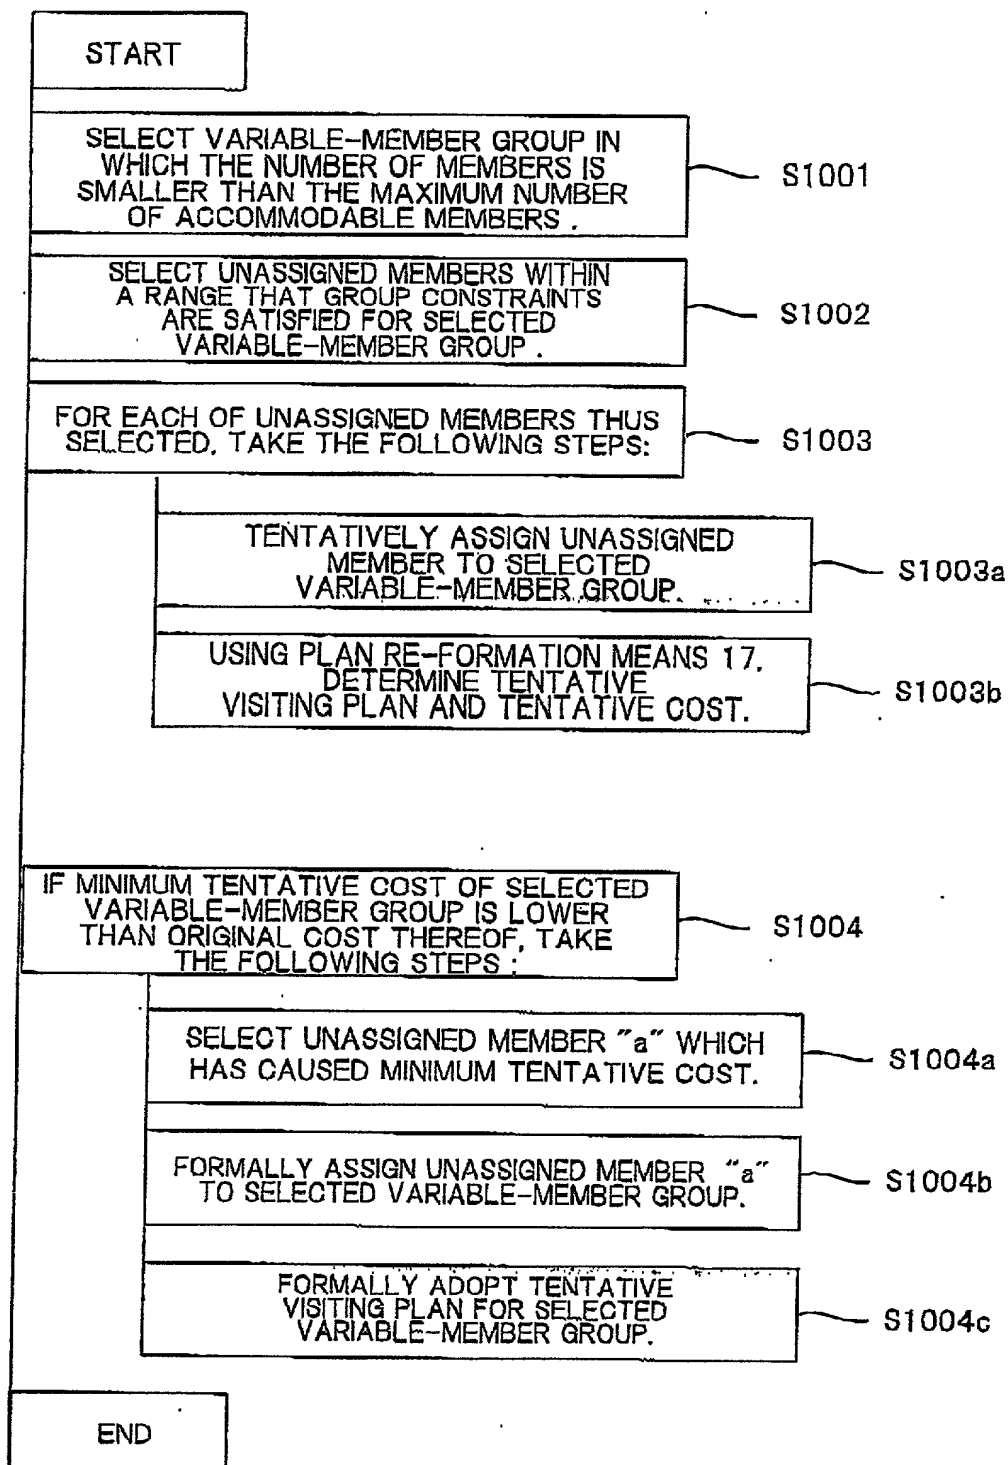 START
SELECT VARIABLE-MEMBER GROUP IN
WHICH THE NUMBER OF MEMBERS IS
SMALLER THAN THE MAXIMUM NUMBER
OF ACCOMMODABLE MEMBERS.
S1001
SELECT UNASSIGNED MEMBERS WITHIN
A RANGE THAT GROUP CONSTRAINTS
ARE SATISFIED FOR SELECTED
VARIABLE-MEMBER GROUP.
S1002
FOR EACH OF UNASSIGNED MEMBERS THUS
SELECTED, TAKE THE FOLLOWING STEPS:
S1003
TENTATIVELY ASSIGN UNASSIGNED
MEMBER TO SELECTED
VARIABLE-MEMBER GROUP.
S1003a
USING PLAN RE-FORMATION MEANS 17,
DETERMINE TENTATIVE
VISITING PLAN AND TENTATIVE COST.
S1003b
IF MINIMUM TENTATIVE COST OF SELECTED
VARIABLE-MEMBER GROUP IS LOWER
THAN ORIGINAL COST THEREOF, TAKE
THE FOLLOWING STEPS:
S1004
SELECT UNASSIGNED MEMBER "a" WHICH
HAS CAUSED MINIMUM TENTATIVE COST.
S1004a
FORMALLY ASSIGN UNASSIGNED MEMBER "a"
TO SELECTED VARIABLE-MEMBER GROUP.
S1004b
FORMALLY ADOPT TENTATIVE
VISITING PLAN FOR SELECTED
VARIABLE-MEMBER GROUP.
S1004c
END